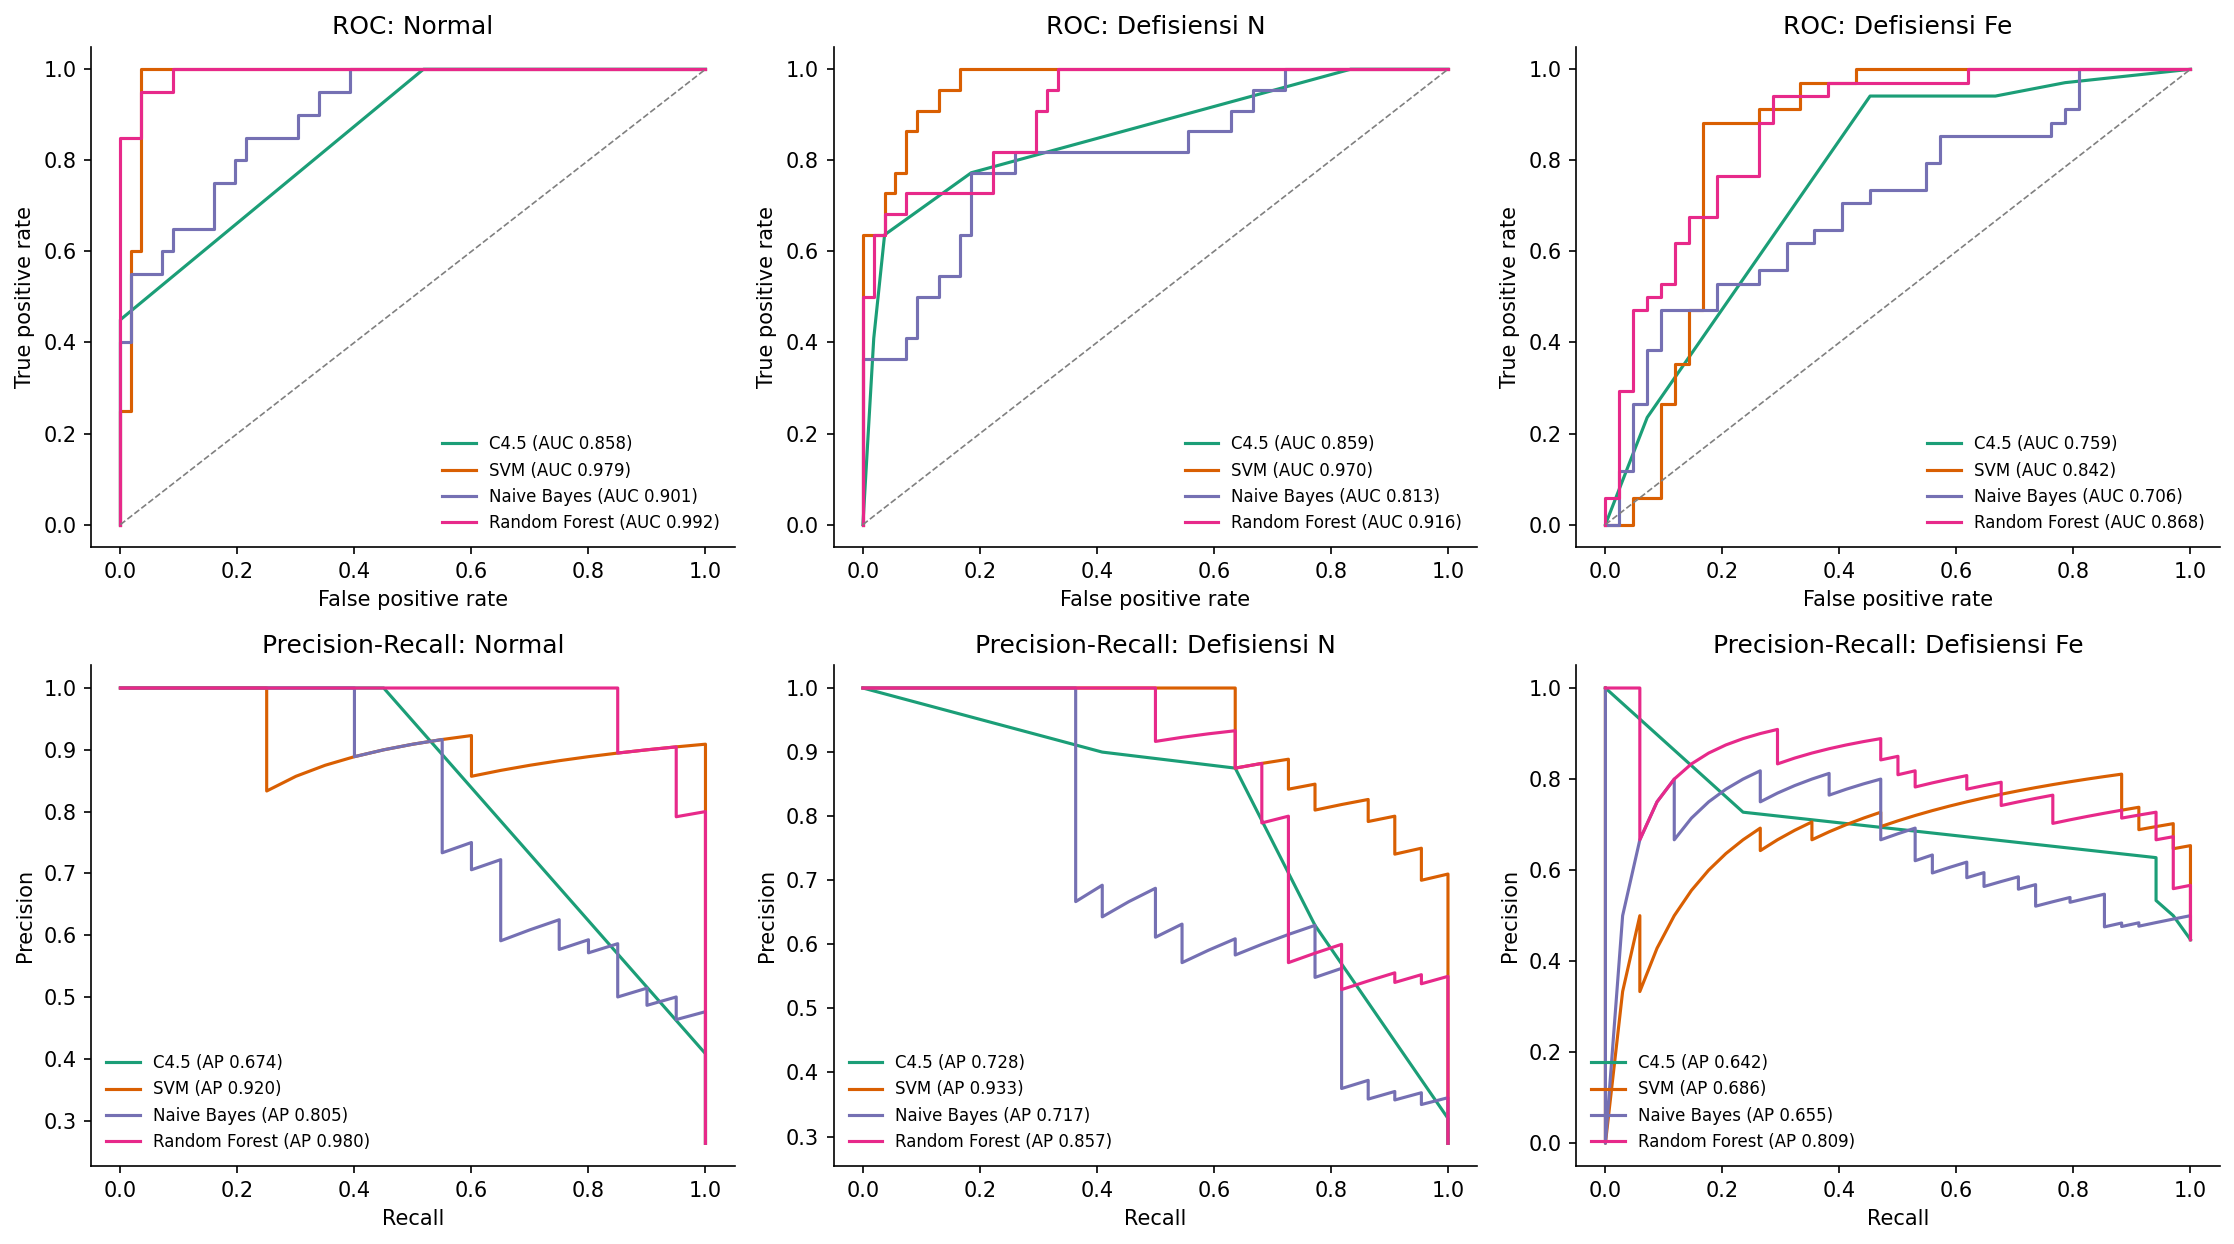 ROC: Normal
True positive rate
1.0
0.8
0.6
0.4
0.2
0.0
C4.5 (AUC 0.858)
SVM (AUC 0.979)
Naive Bayes (AUC 0.901)
Random Forest (AUC 0.992)
0.0 0.2 0.4 0.6 0.8 1.0
False positive rate
ROC: Defisiensi N
True positive rate
1.0
0.8
0.6
0.4
0.2
0.0
C4.5 (AUC 0.859)
SVM (AUC 0.970)
Naive Bayes (AUC 0.813)
Random Forest (AUC 0.916)
0.0 0.2 0.4 0.6 0.8 1.0
False positive rate
ROC: Defisiensi Fe
True positive rate
1.0
0.8
0.6
0.4
0.2
0.0
C4.5 (AUC 0.759)
SVM (AUC 0.842)
Naive Bayes (AUC 0.706)
Random Forest (AUC 0.868)
0.0 0.2 0.4 0.6 0.8 1.0
False positive rate
Precision-Recall: Normal
Precision
1.0
0.9
0.8
0.7
0.6
0.5
0.4
0.3
C4.5 (AP 0.674)
SVM (AP 0.920)
Naive Bayes (AP 0.805)
Random Forest (AP 0.980)
0.0 0.2 0.4 0.6 0.8 1.0
Recall
Precision-Recall: Defisiensi N
Precision
1.0
0.9
0.8
0.7
0.6
0.5
0.4
0.3
C4.5 (AP 0.728)
SVM (AP 0.933)
Naive Bayes (AP 0.717)
Random Forest (AP 0.857)
0.0 0.2 0.4 0.6 0.8 1.0
Recall
Precision-Recall: Defisiensi Fe
Precision
1.0
0.8
0.6
0.4
0.2
0.0
C4.5 (AP 0.642)
SVM (AP 0.686)
Naive Bayes (AP 0.655)
Random Forest (AP 0.809)
0.0 0.2 0.4 0.6 0.8 1.0
Recall